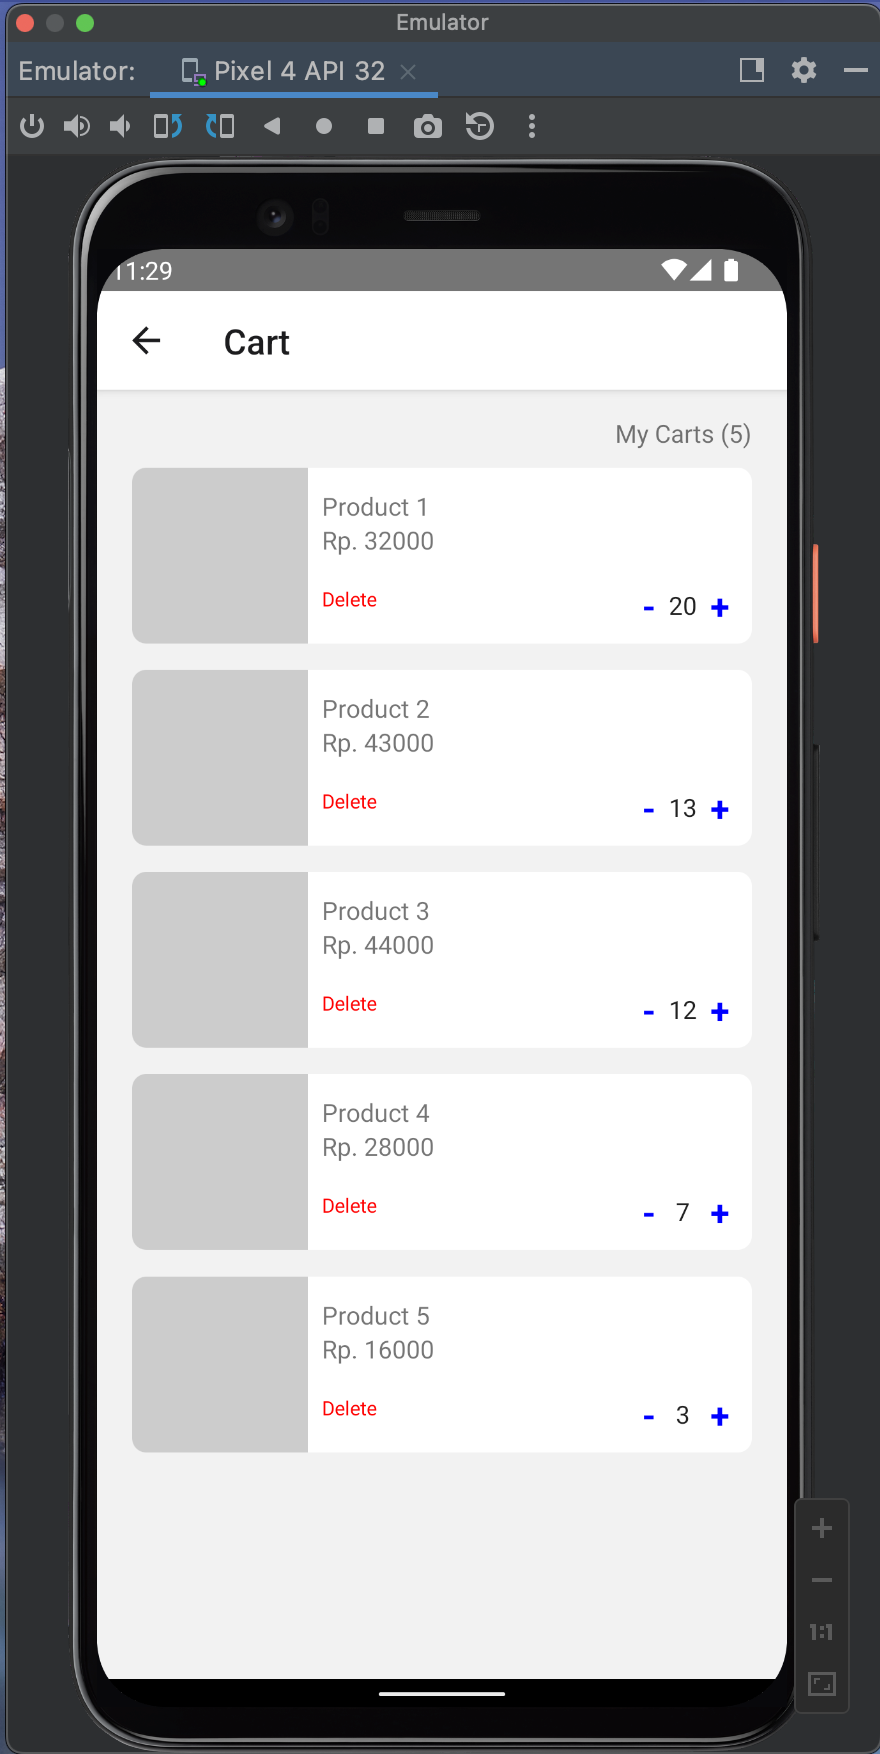 Emulator
Emulator: Pixel 4 API 32
11:29
Cart
My Carts (5)
Product 1
Rp. 32000
Delete
- 20 +
Product 2
Rp. 43000
Delete
- 13 +
Product 3
Rp. 44000
Delete
- 12 +
Product 4
Rp. 28000
Delete
- 7 +
Product 5
Rp. 16000
Delete
- 3 +
1:1